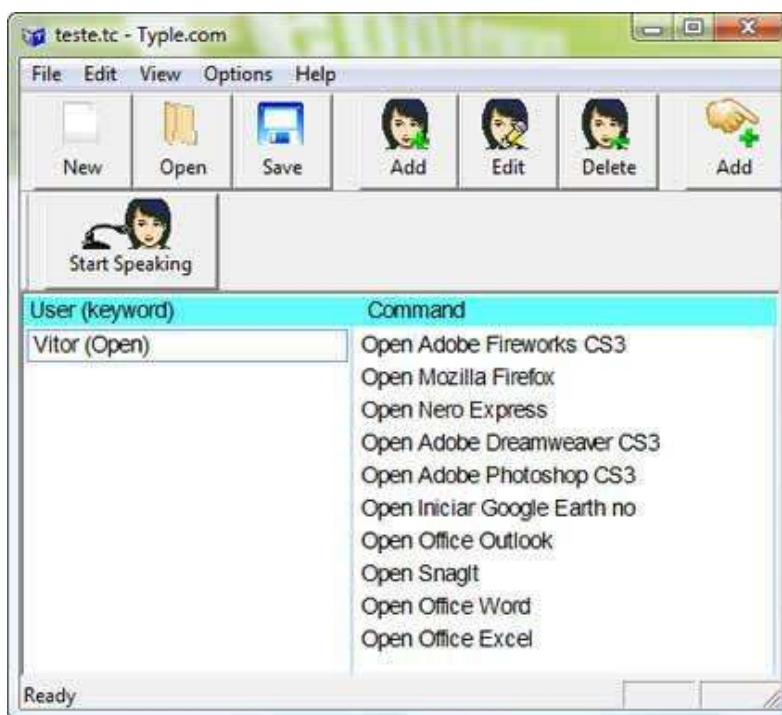 teste.tc - Typle.com
File Edit View Options Help
New Open Save Add Edit Delete Add
Start Speaking
User (keyword) Command
Vitor (Open) Open Adobe Fireworks CS3
Open Mozilla Firefox
Open Nero Express
Open Adobe Dreamweaver CS3
Open Adobe Photoshop CS3
Open Iniciar Google Earth no
Open Office Outlook
Open SnagIt
Open Office Word
Open Office Excel
Ready